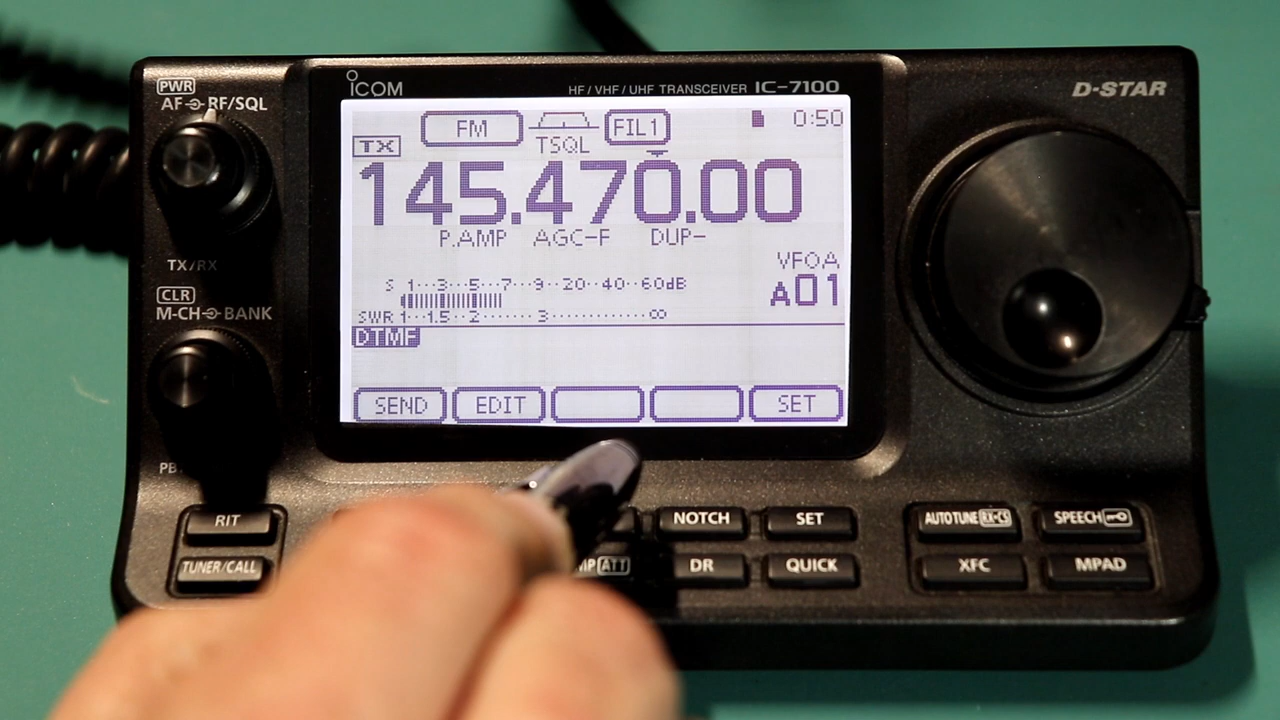 PWR
AF RF/SQL
ICOM
HF/VHF/UHF TRANSCEIVER IC-7100
D-STAR
FM
FIL1
0:50
TX
TSQL
145.470.00
P.AMP AGC-F DUP-
VFOA
A01
S 1··3··5··7··9··20··40··60dB
SWR 1··1.5··2·······3············∞
DTMF
SEND EDIT SET
TX/RX
CLR
M-CH BANK
RIT
TUNER/CALL
NOTCH SET
ATT DR QUICK
AUTOTUNE RX-CS SPEECH
XFC MPAD